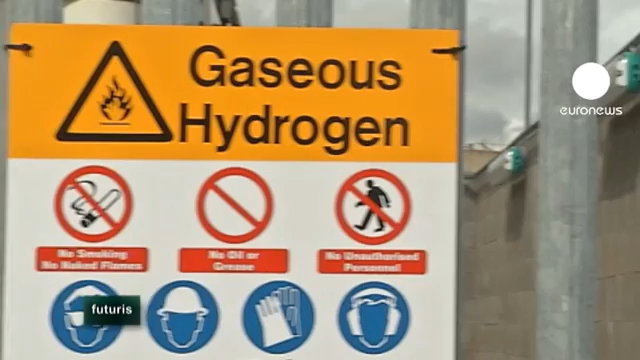 Gaseous
Hydrogen
euronews
No Smoking
No Naked Flames
No Oil or
Grease
No Unauthorised
Personnel
futuris